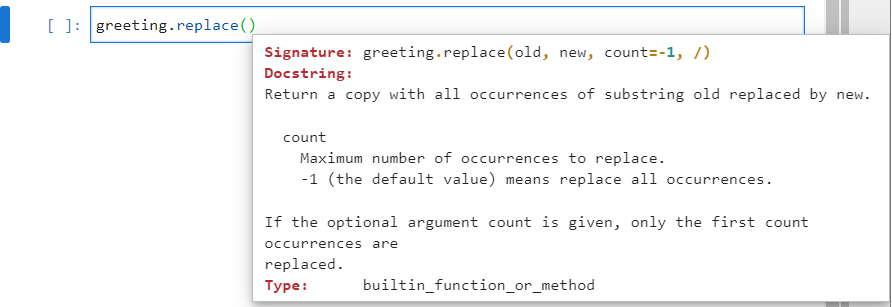 [ ]: greeting.replace()
Signature: greeting.replace(old, new, count=-1, /)
Docstring:
Return a copy with all occurrences of substring old replaced by new.
count
Maximum number of occurrences to replace.
-1 (the default value) means replace all occurrences.
If the optional argument count is given, only the first count
occurrences are
replaced.
Type: builtin_function_or_method